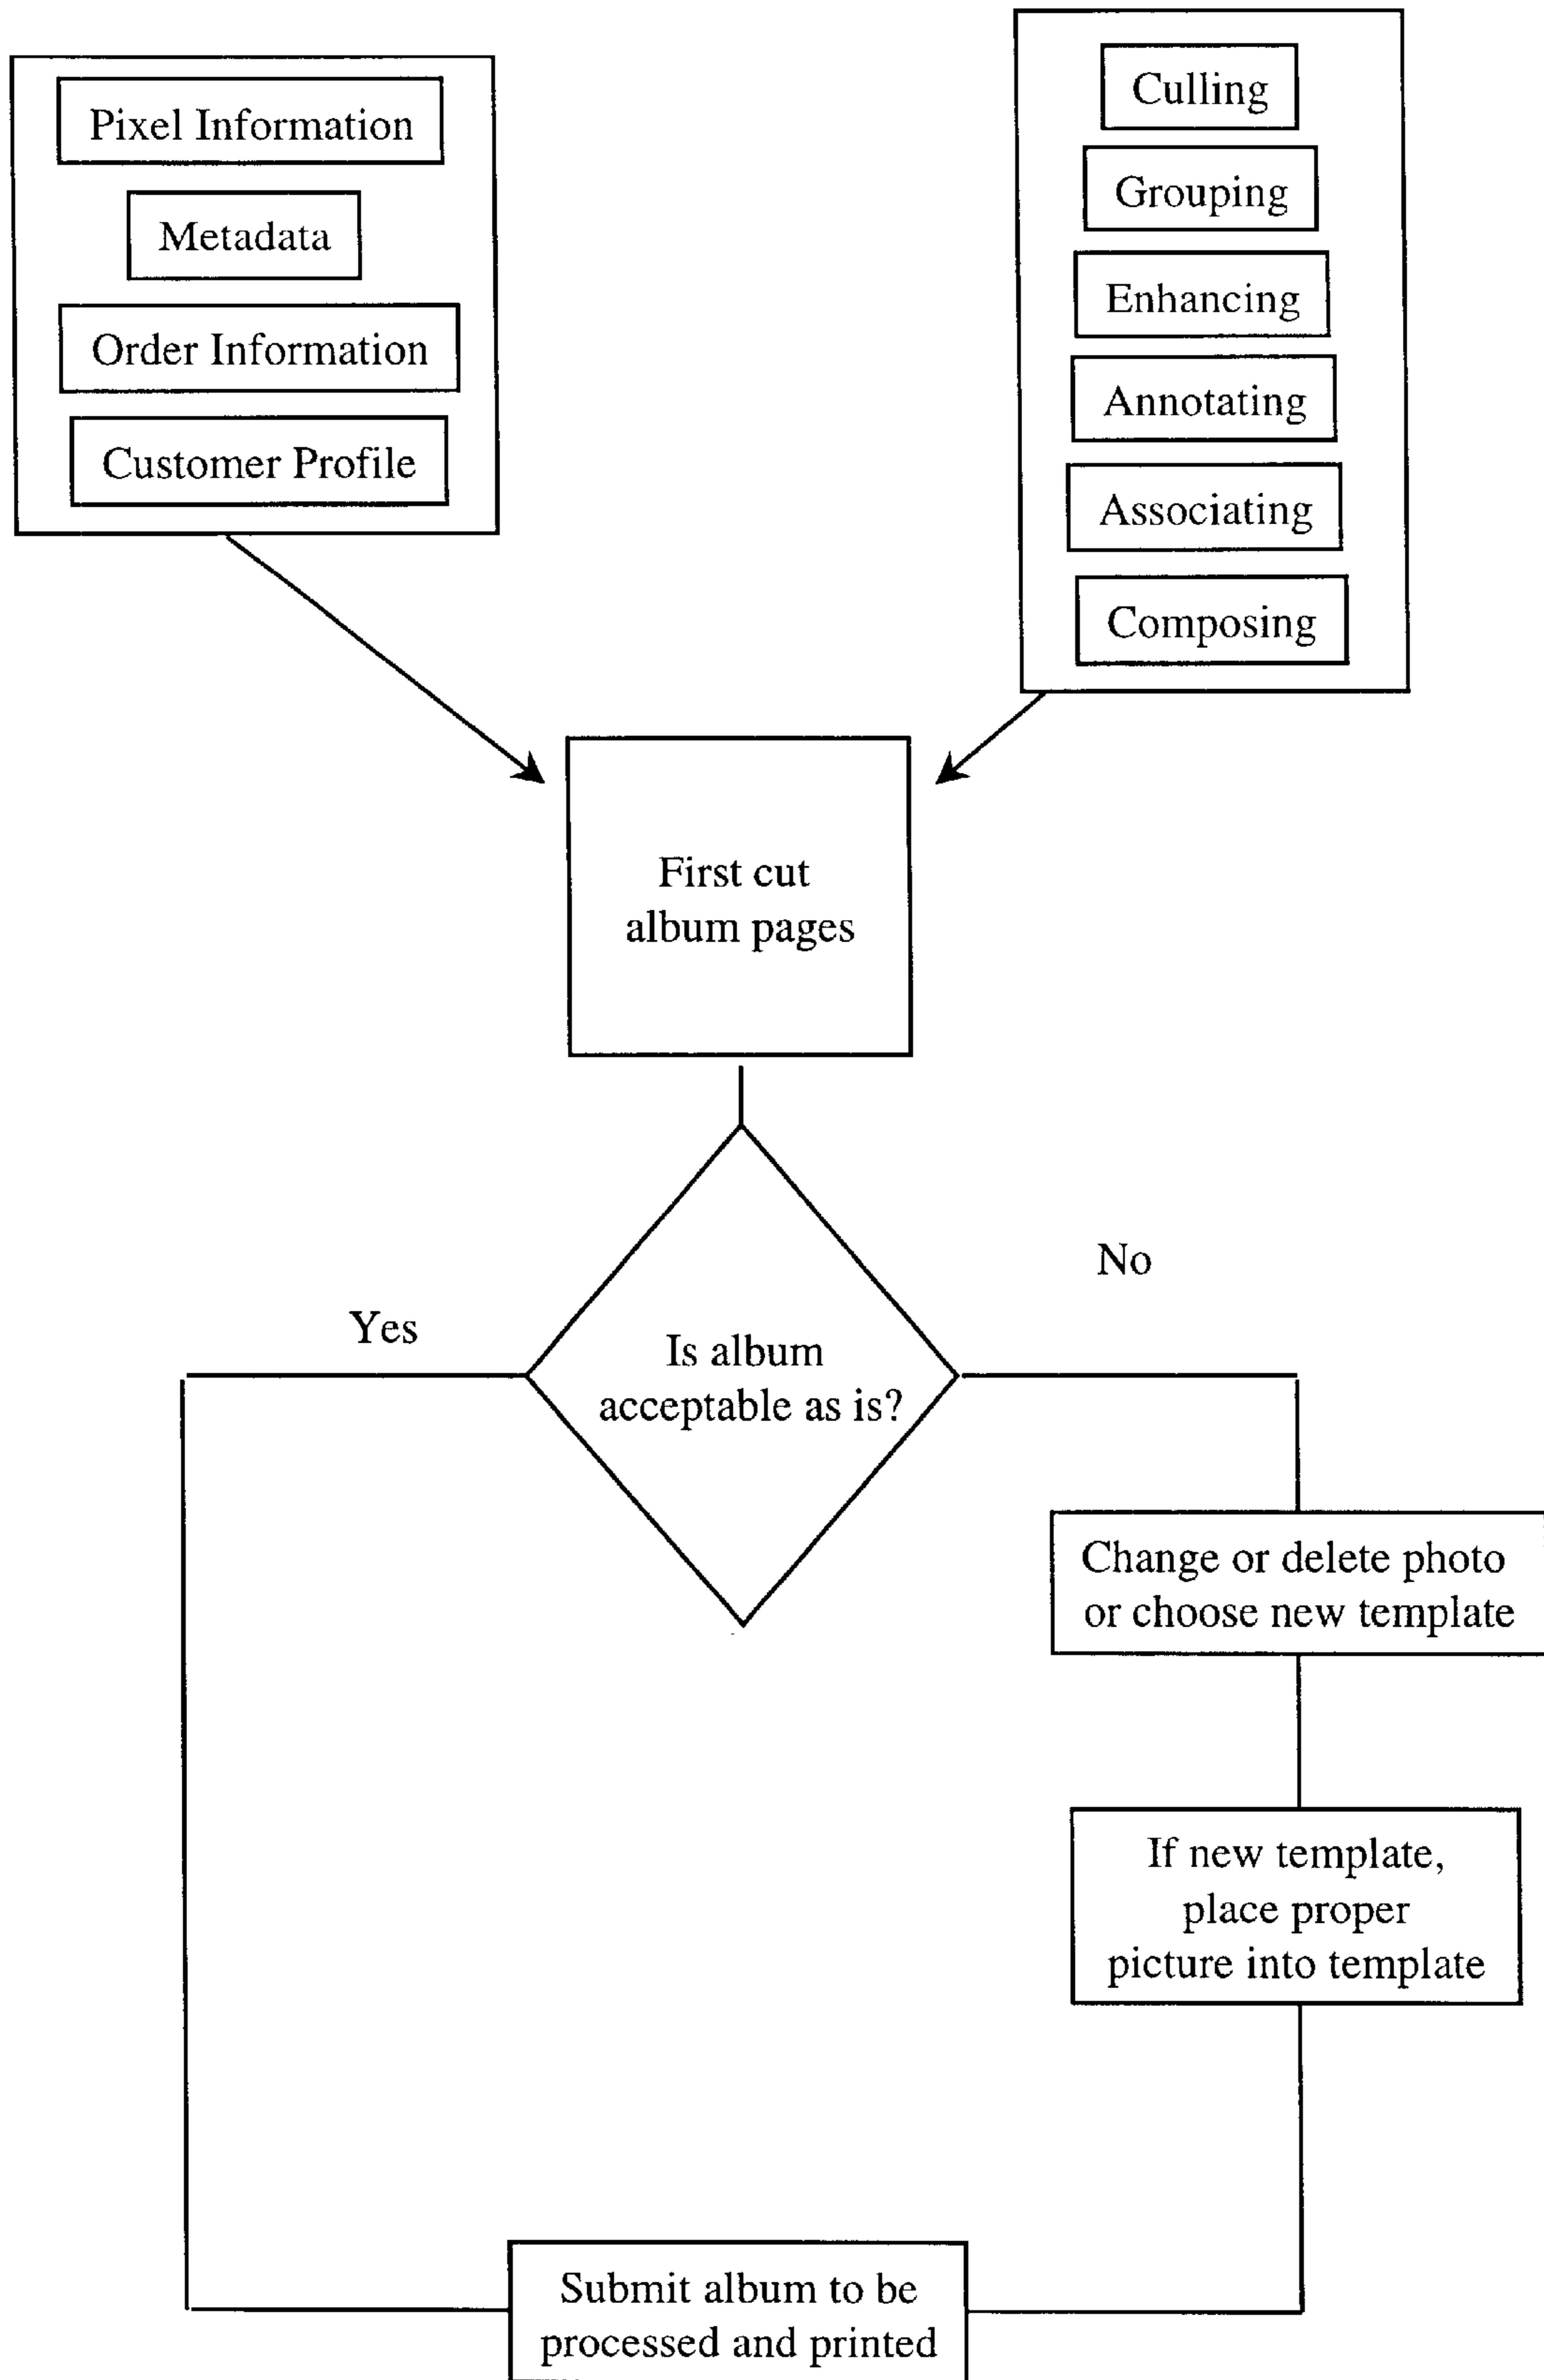 Pixel Information
Metadata
Order Information
Customer Profile
Culling
Grouping
Enhancing
Annotating
Associating
Composing
First cut
album pages
Is album
acceptable as is?
Yes
No
Change or delete photo
or choose new template
If new template,
place proper
picture into template
Submit album to be
processed and printed